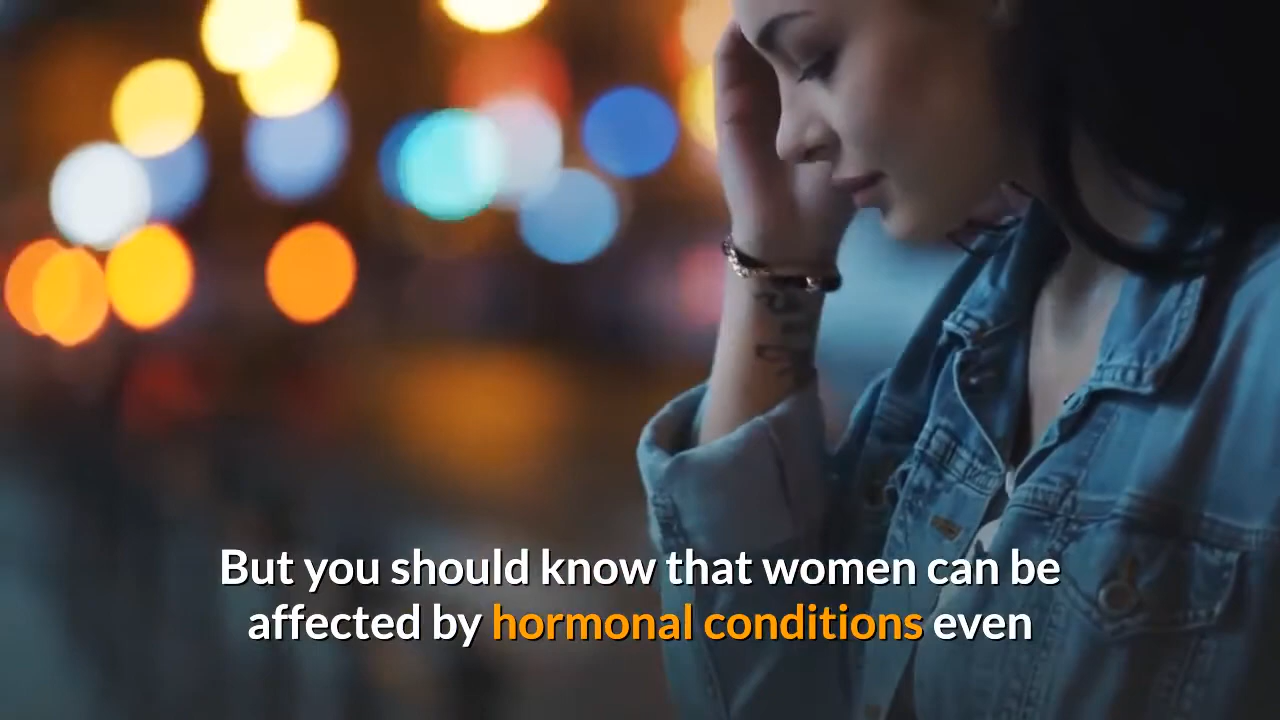 But you should know that women can be
affected by hormonal conditions even